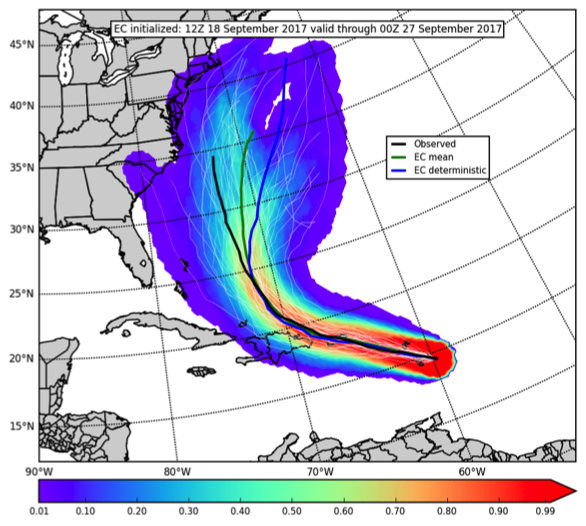 EC initialized: 12Z 18 September 2017 valid through 00Z 27 September 2017
45°N
40°N
35°N
30°N
25°N
20°N
15°N
Observed
EC mean
EC deterministic
90°W 80°W 70°W 60°W
0.01 0.10 0.20 0.30 0.40 0.60 0.70 0.80 0.90 0.99